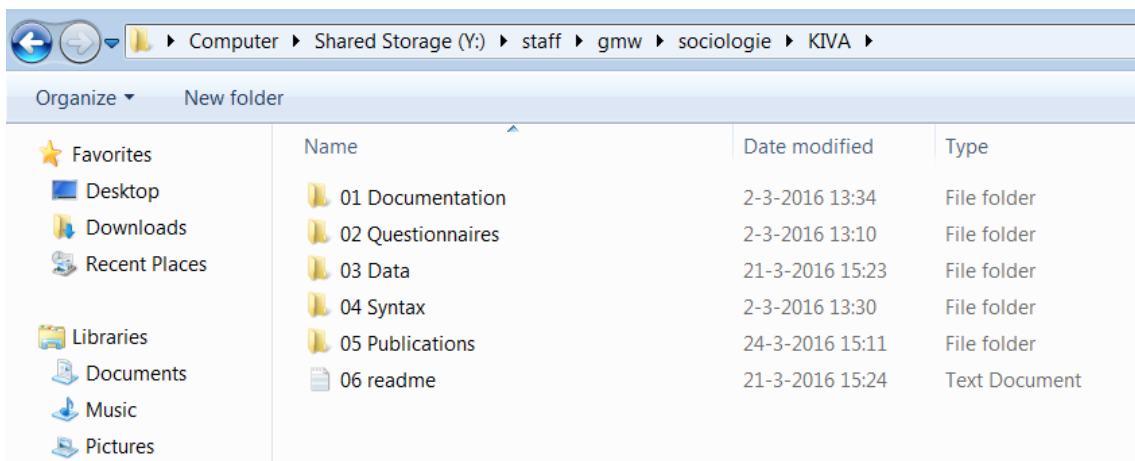 Computer Shared Storage (Y:) staff gmw sociologie KIVA
Organize New folder
Favorites
Desktop
Downloads
Recent Places
Libraries
Documents
Music
Pictures
Name Date modified Type
01 Documentation 2-3-2016 13:34 File folder
02 Questionnaires 2-3-2016 13:10 File folder
03 Data 21-3-2016 15:23 File folder
04 Syntax 2-3-2016 13:30 File folder
05 Publications 24-3-2016 15:11 File folder
06 readme 21-3-2016 15:24 Text Document